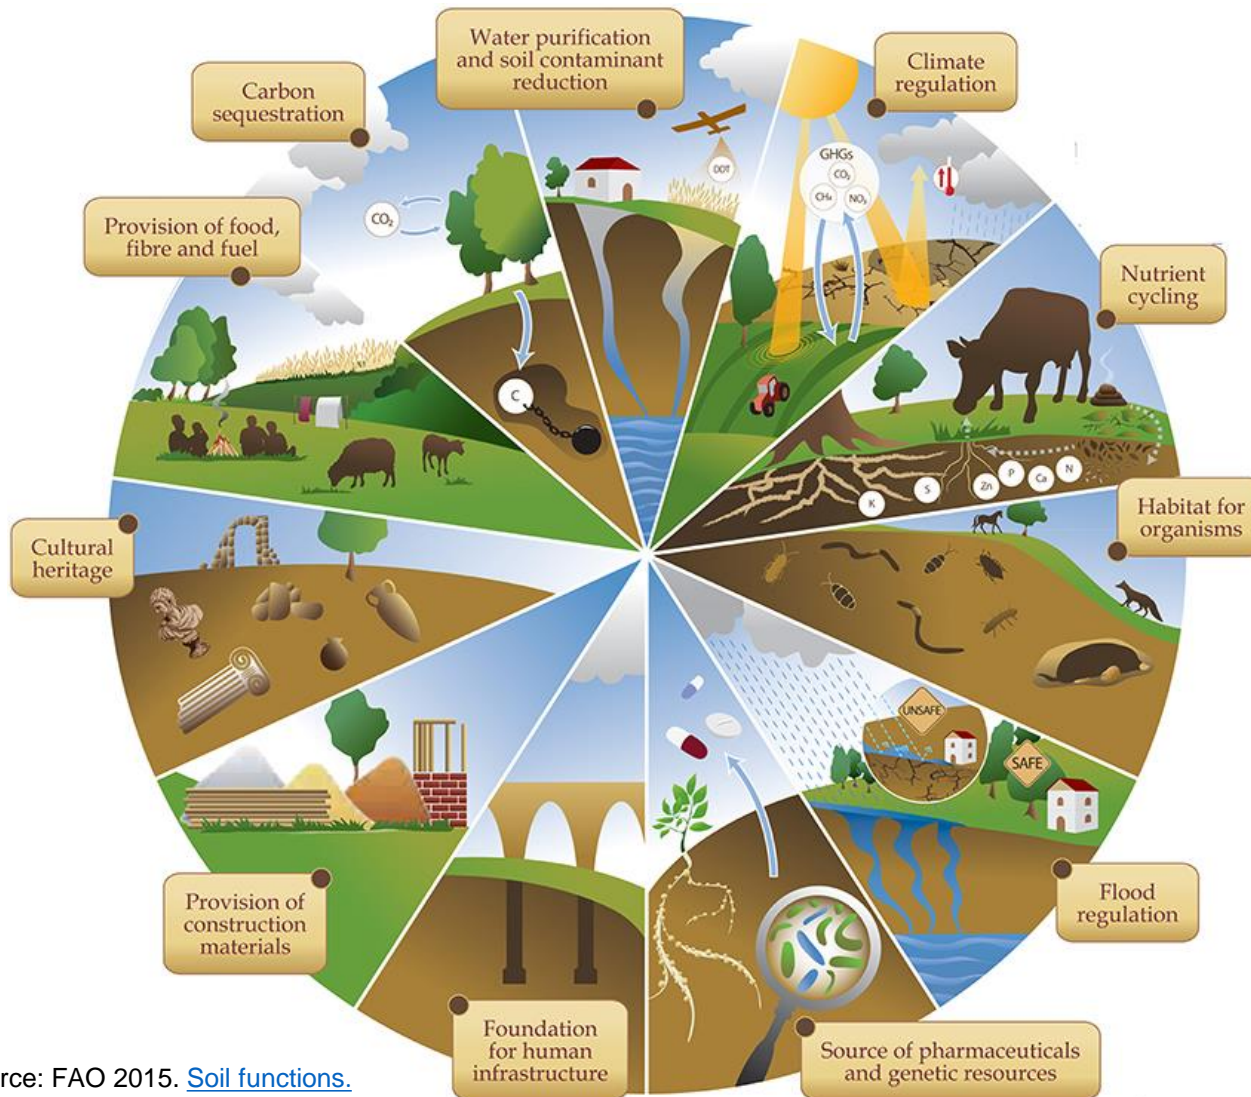 Water purification
and soil contaminant
reduction
Climate
regulation
Carbon
sequestration
GHGs
CO₂
CH₄
NO₃
DDT
CO₂
Provision of food,
fibre and fuel
Nutrient
cycling
C
K
S
Zn
P
Ca
N
Habitat for
organisms
Cultural
heritage
UNSAFE
SAFE
Provision of
construction
materials
Flood
regulation
Foundation
for human
infrastructure
Source of pharmaceuticals
and genetic resources
rce: FAO 2015. Soil functions.